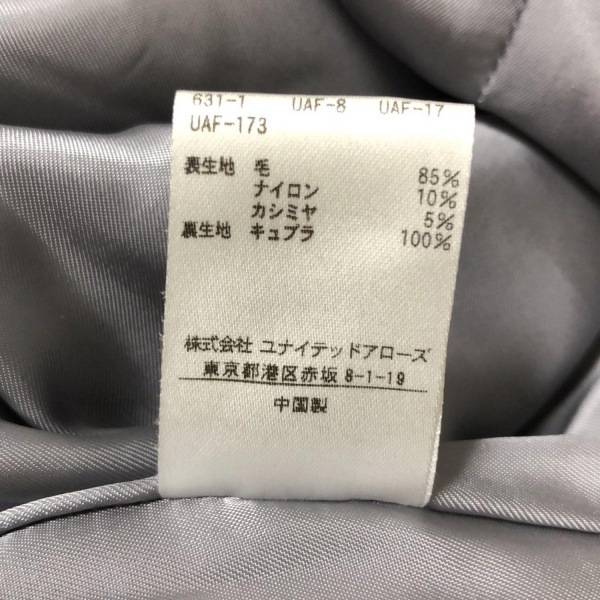 631-1 UAF-8 UAF-17
UAF-173
表生地 毛 85%
ナイロン 10%
カシミヤ 5%
裏生地 キュプラ 100%
株式会社 ユナイテッドアローズ
東京都港区赤坂 8-1-19
中国製